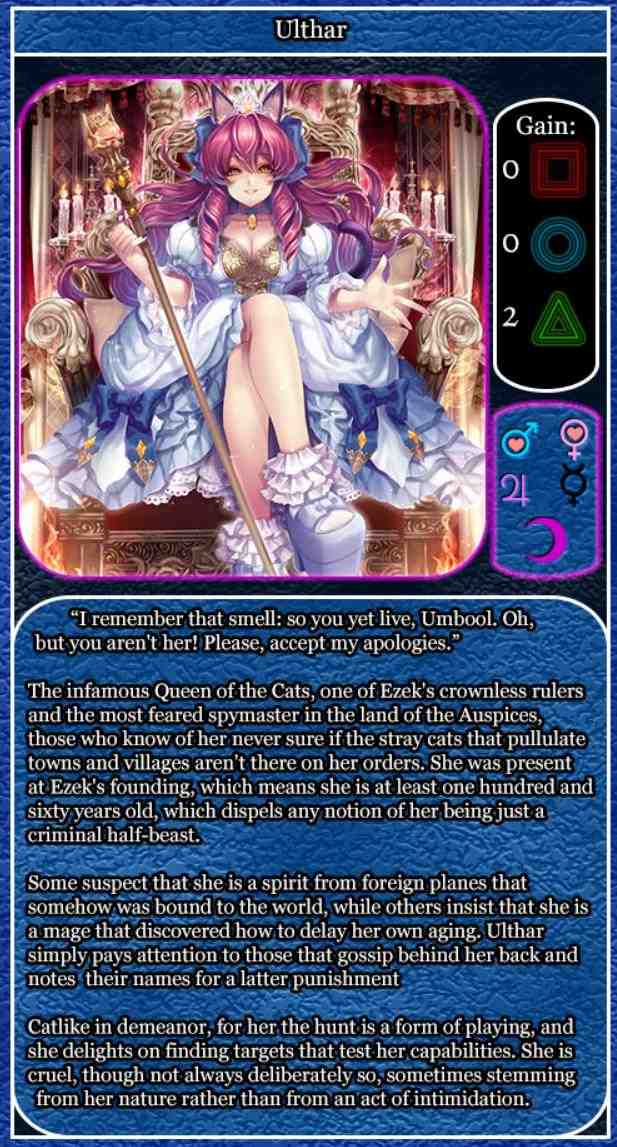 Ulthar
Gain:
0
0
2
“I remember that smell: so you yet live, Umbool. Oh,
but you aren't her! Please, accept my apologies.”
The infamous Queen of the Cats, one of Ezek's crownless rulers
and the most feared spymaster in the land of the Auspices,
those who know of her never sure if the stray cats that pullulate
towns and villages aren't there on her orders. She was present
at Ezek's founding, which means she is at least one hundred and
sixty years old, which dispels any notion of her being just a
criminal half-beast.
Some suspect that she is a spirit from foreign planes that
somehow was bound to the world, while others insist that she is
a mage that discovered how to delay her own aging. Ulthar
simply pays attention to those that gossip behind her back and
notes  their names for a latter punishment
Catlike in demeanor, for her the hunt is a form of playing, and
she delights on finding targets that test her capabilities. She is
cruel, though not always deliberately so, sometimes stemming
from her nature rather than from an act of intimidation.